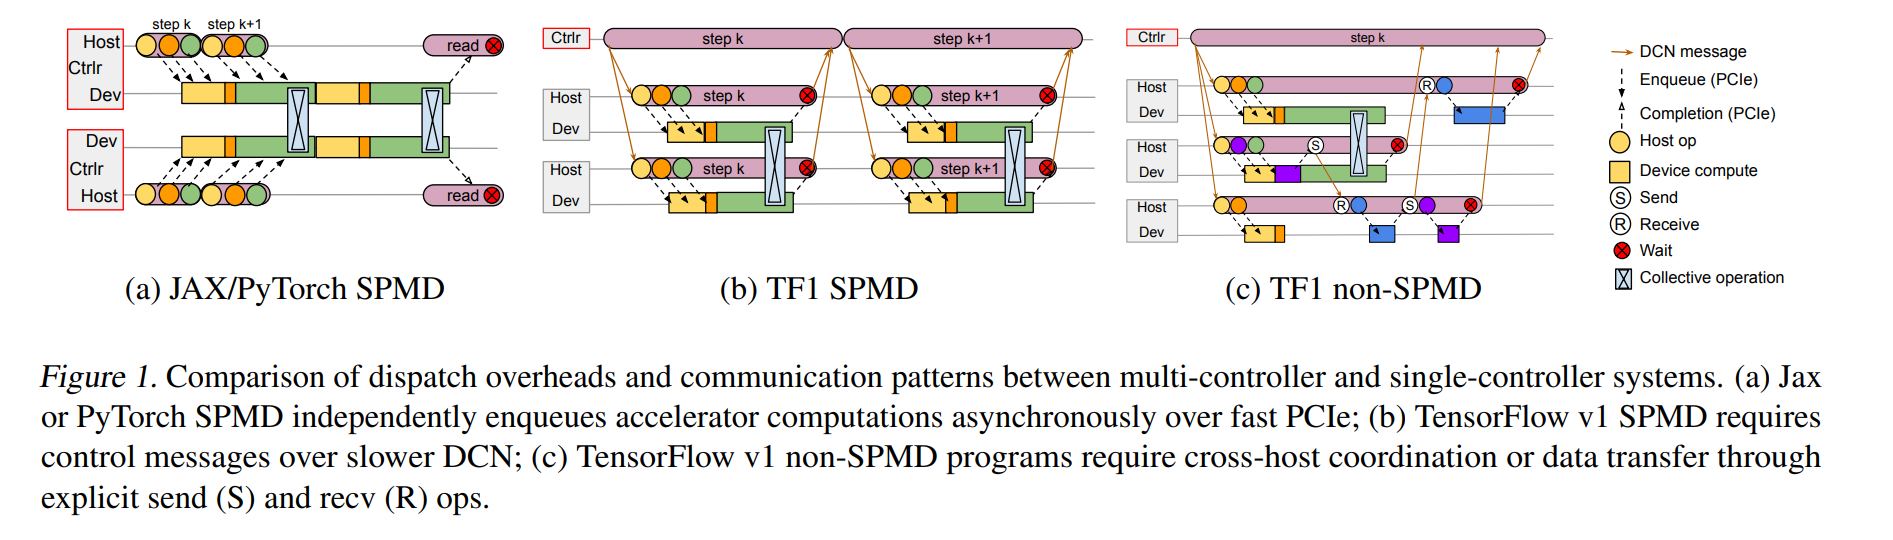 step k step k+1
Host
Ctrlr
Dev
read
Dev
Ctrlr
Host
read
(a) JAX/PyTorch SPMD
Ctrlr
step k
step k+1
Host
step k
step k+1
Dev
Host
step k
step k+1
Dev
(b) TF1 SPMD
Ctrlr
step k
Host
R
Dev
Host
S
Dev
Host
R
S
Dev
(c) TF1 non-SPMD
DCN message
Enqueue (PCIe)
Completion (PCIe)
Host op
Device compute
S Send
R Receive
Wait
Collective operation
Figure 1. Comparison of dispatch overheads and communication patterns between multi-controller and single-controller systems. (a) Jax
or PyTorch SPMD independently enqueues accelerator computations asynchronously over fast PCIe; (b) TensorFlow v1 SPMD requires
control messages over slower DCN; (c) TensorFlow v1 non-SPMD programs require cross-host coordination or data transfer through
explicit send (S) and recv (R) ops.